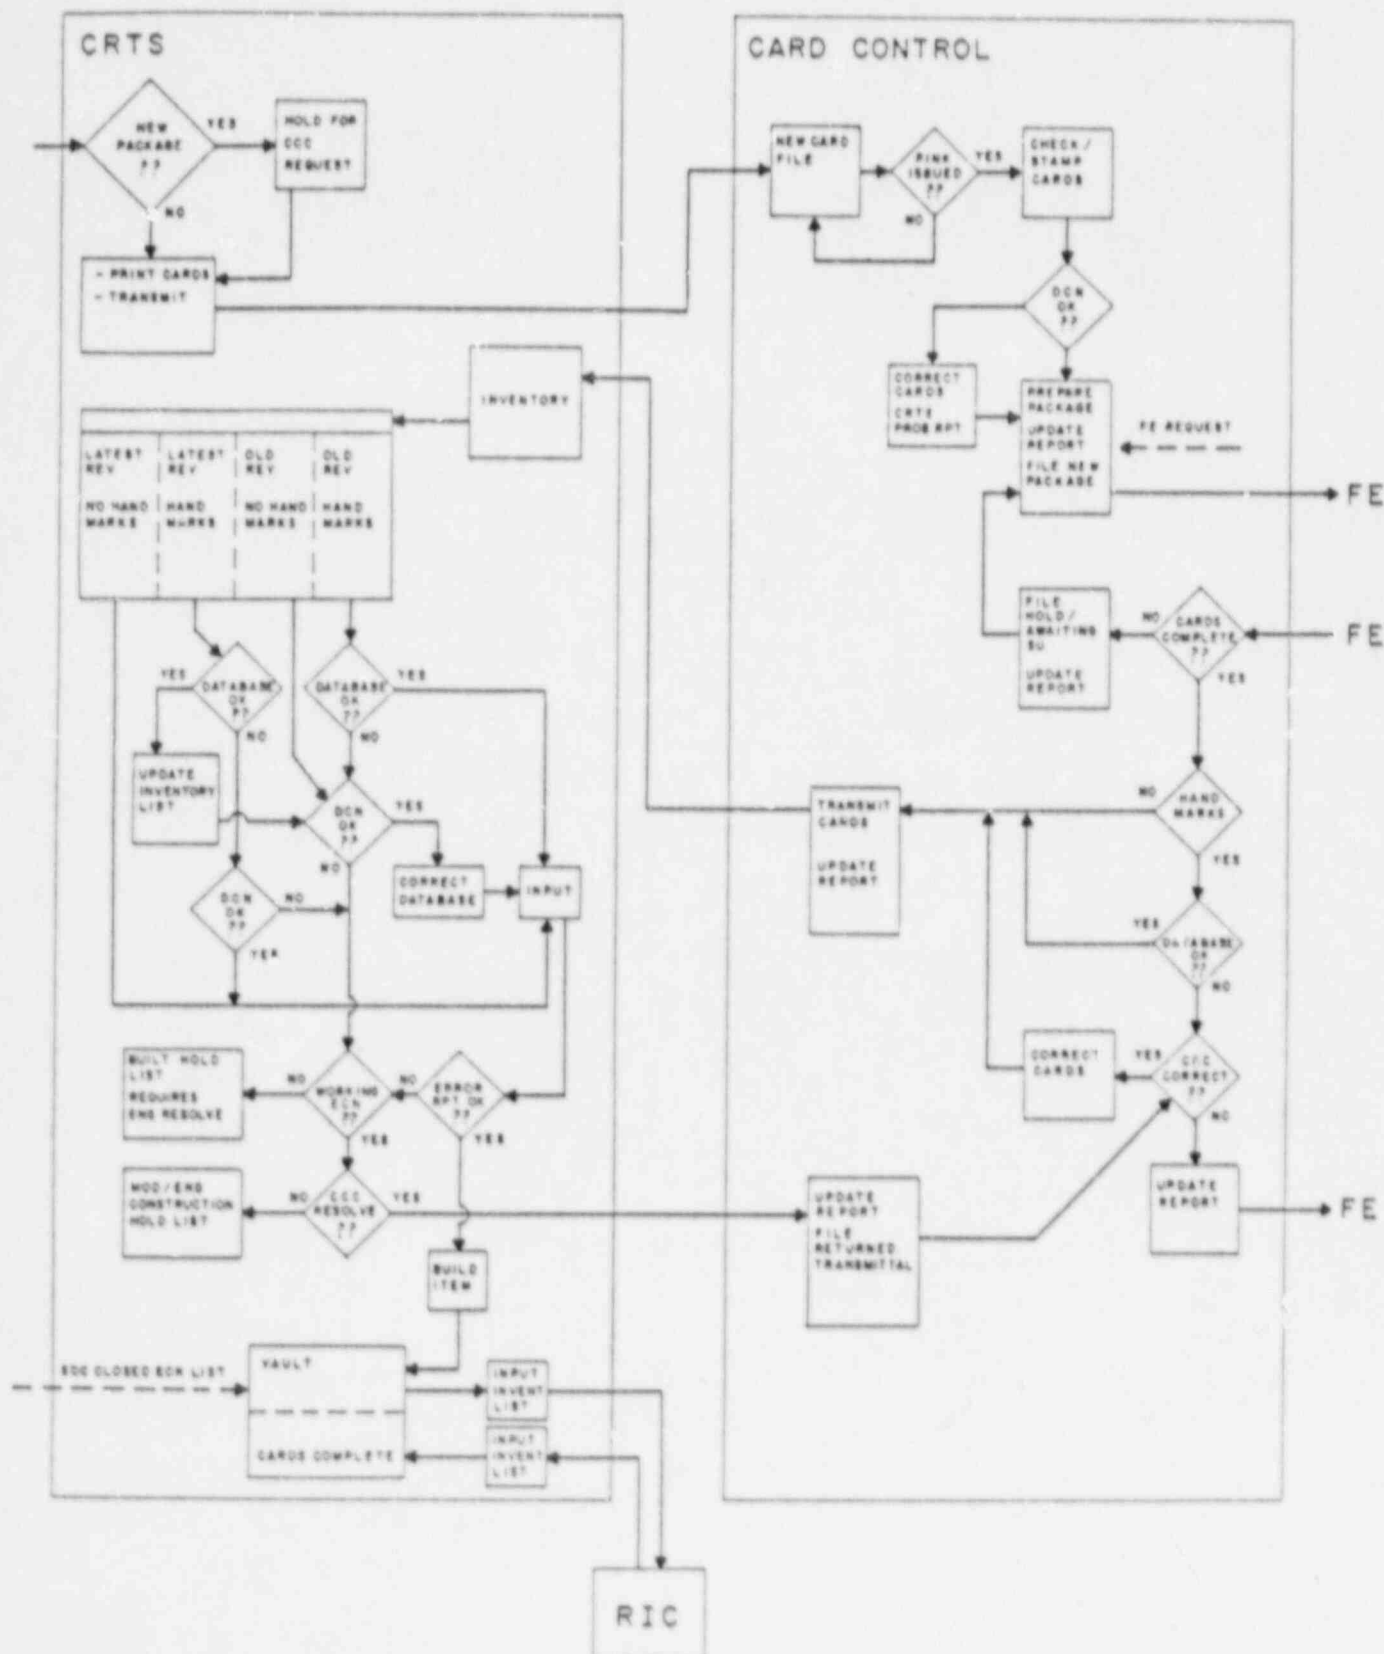 CRTS
NEW
PACKAGE
??
YES
NO
HOLD FOR
CCC
REQUEST
- PRINT CARDS
- TRANSMIT
INVENTORY
LATEST
REV
NO HAND
MARKS
LATEST
REV
HAND
MARKS
OLD
REV
NO HAND
MARKS
OLD
REV
HAND
MARKS
YES
DATABASE
OK
??
NO
DATABASE
OK
??
YES
NO
UPDATE
INVENTORY
LIST
DCN
OK
??
YES
NO
CORRECT
DATABASE
INPUT
DCN
OK
??
NO
YES
BUILT HOLD
LIST
REQUIRES
ENG RESOLVE
NO
WORKING
ECN
??
YES
NO
ERROR
RPT OK
??
YES
MOD/ENG
CONSTRUCTION
HOLD LIST
NO
CCC
RESOLVE
??
YES
BUILD
ITEM
SDC CLOSED ECN LIST
VAULT
CARDS COMPLETE
INPUT
INVENT
LIST
INPUT
INVENT
LIST
RIC
CARD CONTROL
NEW CARD
FILE
PINK
ISSUED
??
YES
NO
CHECK/
STAMP
CARDS
DCN
OK
??
CORRECT
CARDS
CRTS
PROB RPT
PREPARE
PACKAGE
UPDATE
REPORT
FILE NEW
PACKAGE
FE REQUEST
FE
FILE
HOLD/
AWAITING
SU
UPDATE
REPORT
NO
CARDS
COMPLETE
??
YES
FE
NO
HAND
MARKS
YES
TRANSMIT
CARDS
UPDATE
REPORT
YES
DATABASE
OK
??
NO
CORRECT
CARDS
YES
CCC
CORRECT
??
NO
UPDATE
REPORT
FILE
RETURNED
TRANSMITTAL
UPDATE
REPORT
FE